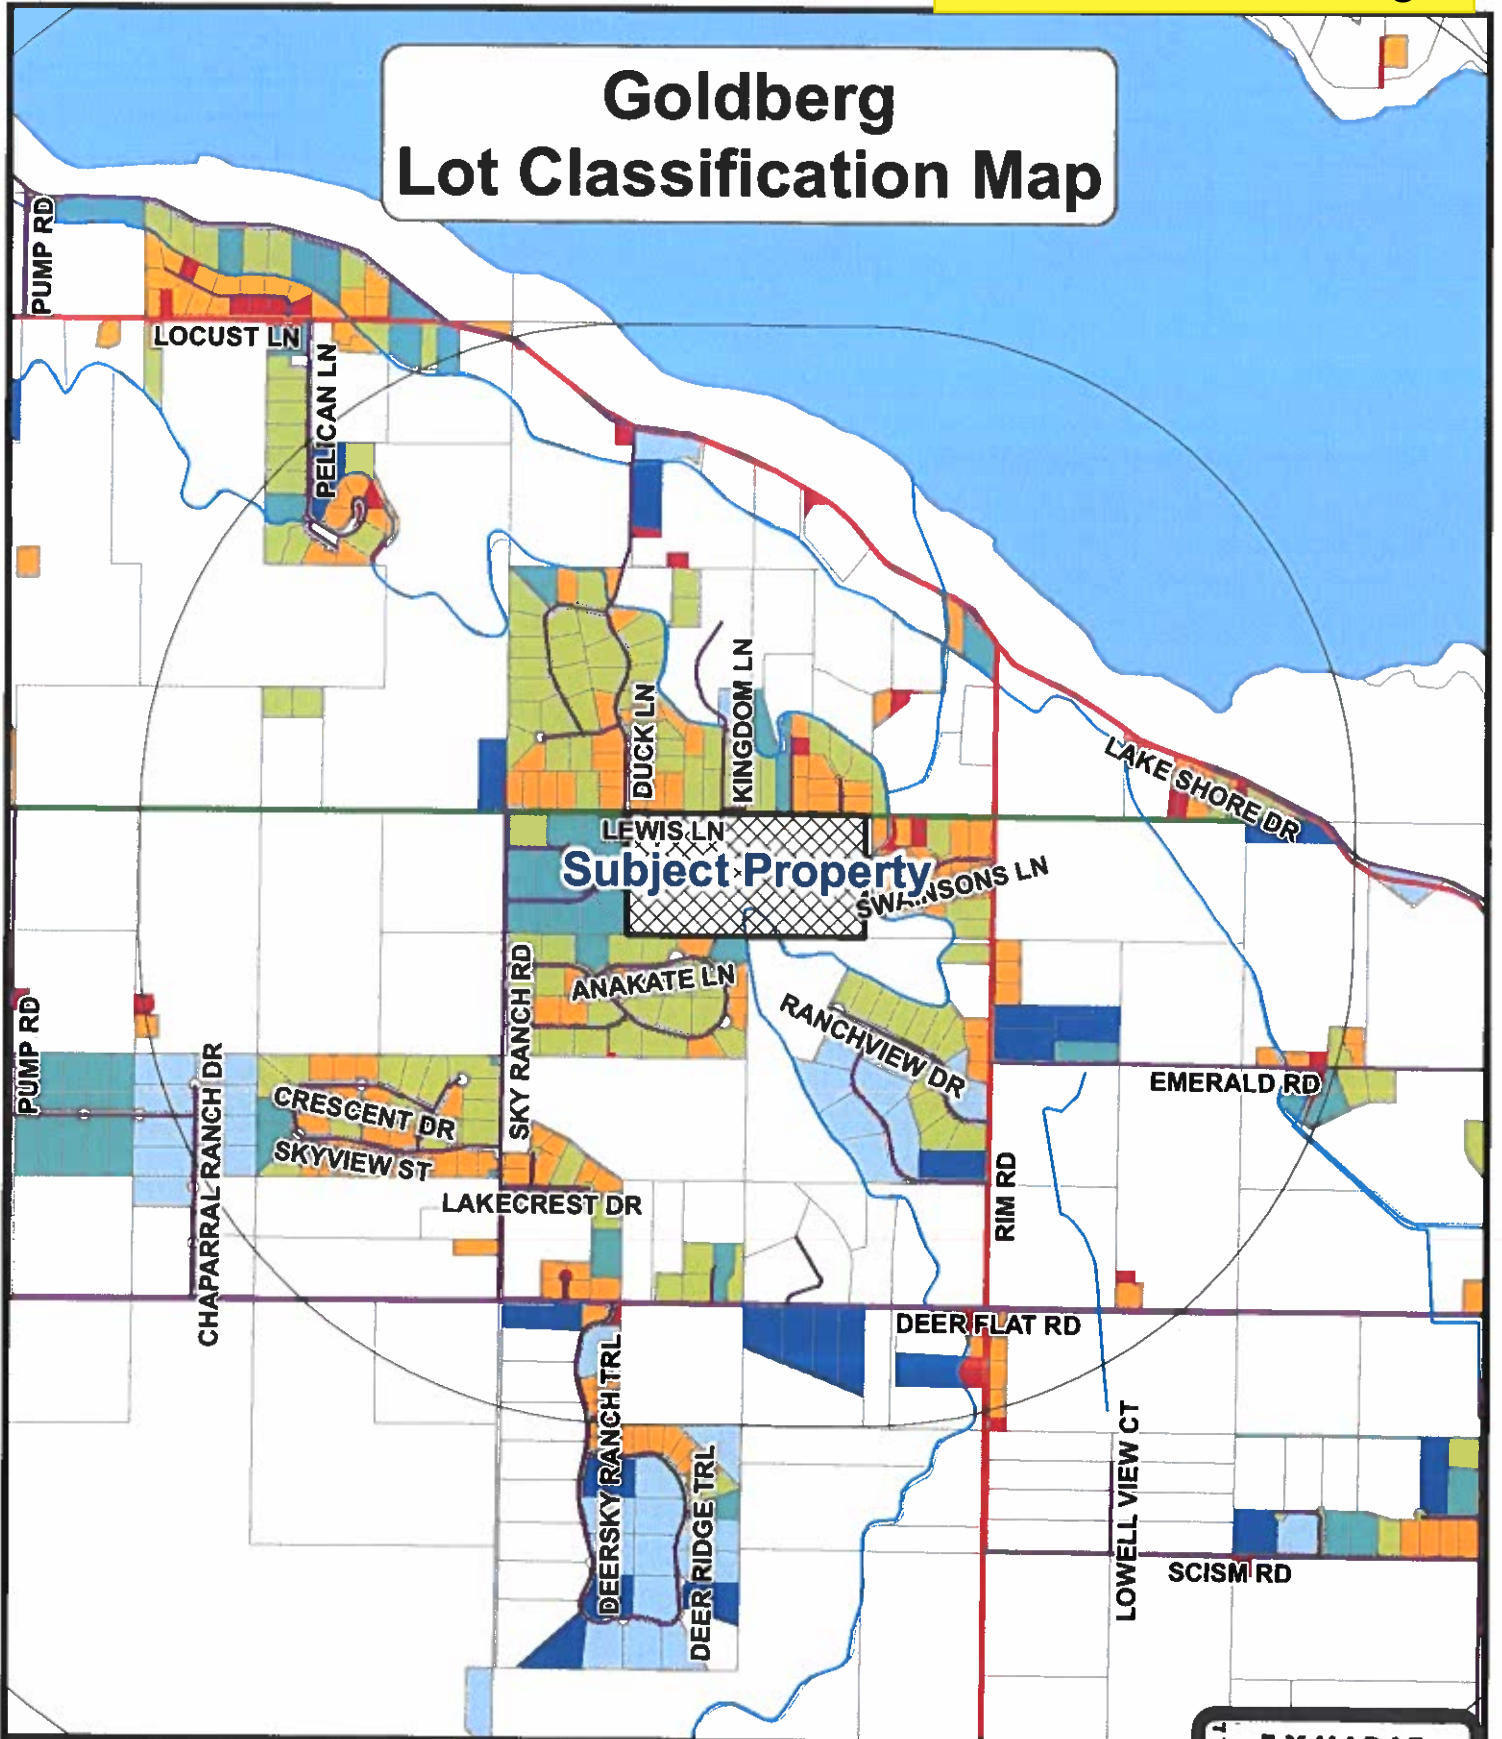 Goldberg
Lot Classification Map
PUMP RD
LOCUST LN
PELICAN LN
DUCK LN
KINGDOM LN
LAKE SHORE DR
LEWIS LN
Subject Property
SWANSONS LN
SKY RANCH RD
ANAKATE LN
RANCHVIEW DR
PUMP RD
CHAPARRAL RANCH DR
CRESCENT DR
SKYVIEW ST
EMERALD RD
RIM RD
LAKECREST DR
DEER FLAT RD
DEERSKY RANCH TRL
DEER RIDGE TRL
LOWELL VIEW CT
SCISM RD